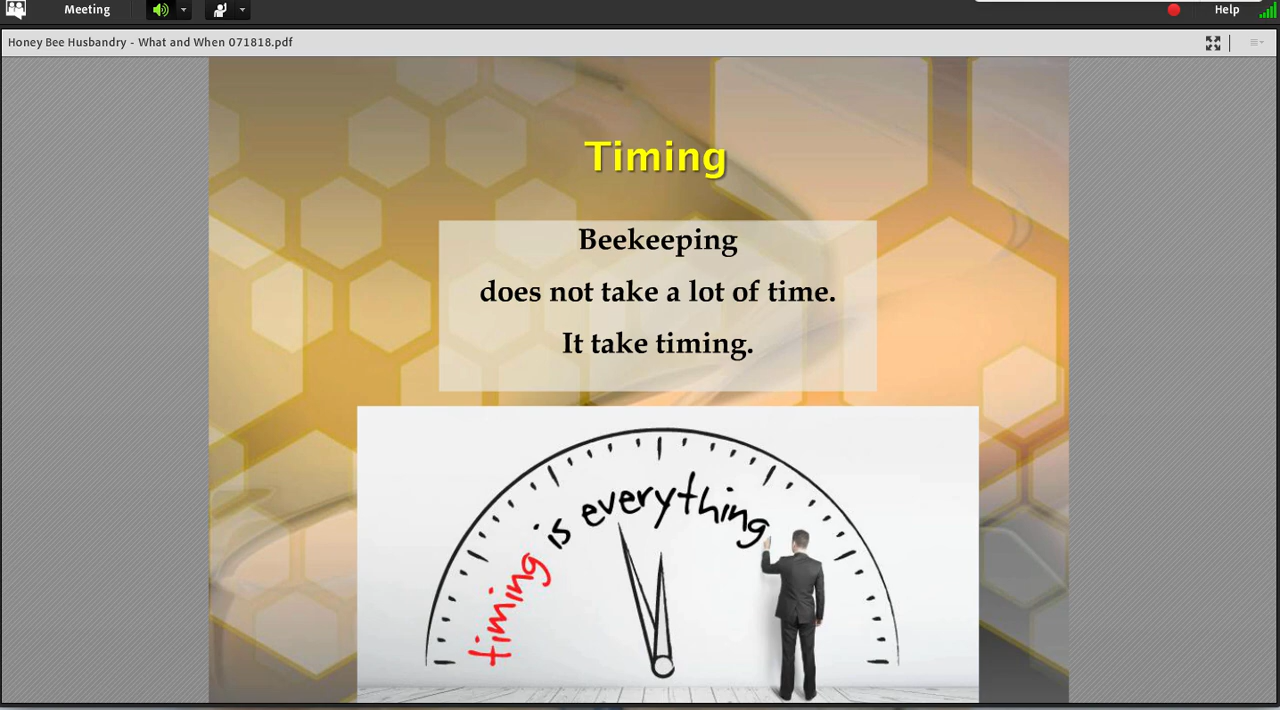 Meeting
Help
Honey Bee Husbandry - What and When 071818.pdf
Timing
Beekeeping
does not take a lot of time.
It take timing.
timing is everything